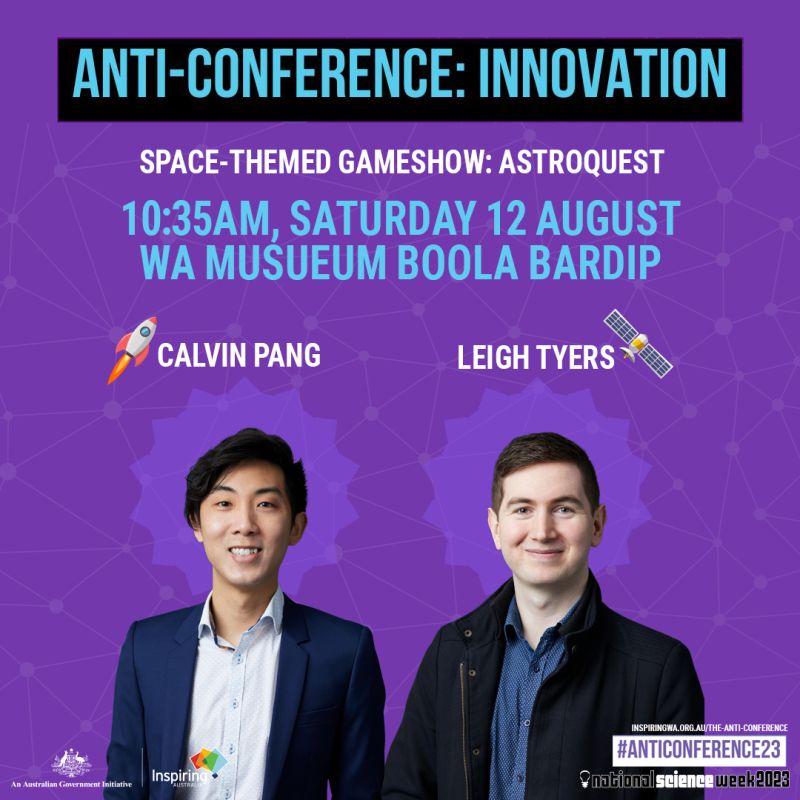 ANTI-CONFERENCE: INNOVATION
SPACE-THEMED GAMESHOW: ASTROQUEST
10:35AM, SATURDAY 12 AUGUST
WA MUSUEUM BOOLA BARDIP
CALVIN PANG
LEIGH TYERS
INSPIRINGWA.ORG.AU/THE-ANTI-CONFERENCE
#ANTICONFERENCE23
An Australian Government Initiative
Inspiring
AUSTRALIA
nationalscienceweek2023